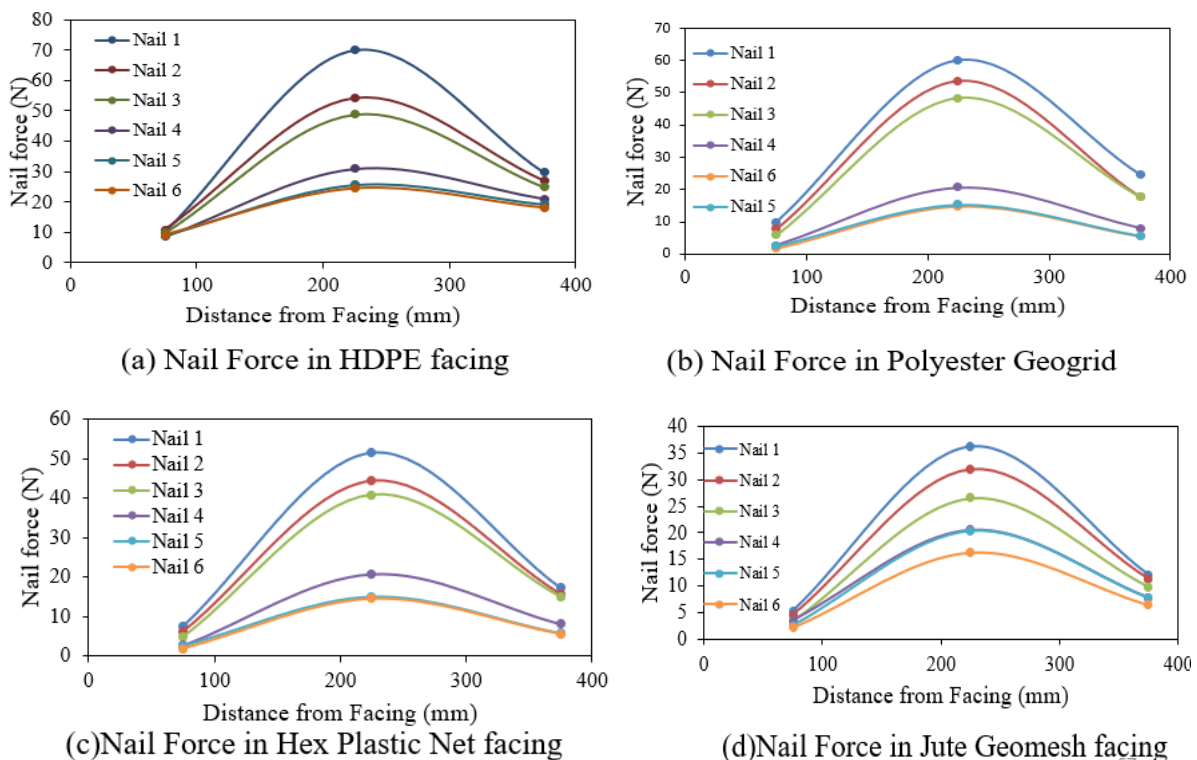 80
70
60
50
40
30
20
10
0
Nail force (N)
Nail 1
Nail 2
Nail 3
Nail 4
Nail 5
Nail 6
0 100 200 300 400
Distance from Facing (mm)
(a) Nail Force in HDPE facing
70
60
50
40
30
20
10
0
Nail force (N)
Nail 1
Nail 2
Nail 3
Nail 4
Nail 6
Nail 5
0 100 200 300 400
Distance from Facing (mm)
(b) Nail Force in Polyester Geogrid
60
50
40
30
20
10
0
Nail force (N)
Nail 1
Nail 2
Nail 3
Nail 4
Nail 5
Nail 6
0 100 200 300 400
Distance from Facing (mm)
(c)Nail Force in Hex Plastic Net facing
40
35
30
25
20
15
10
5
0
Nail force (N)
Nail 1
Nail 2
Nail 3
Nail 4
Nail 5
Nail 6
0 100 200 300 400
Distance from Facing (mm)
(d)Nail Force in Jute Geomesh facing